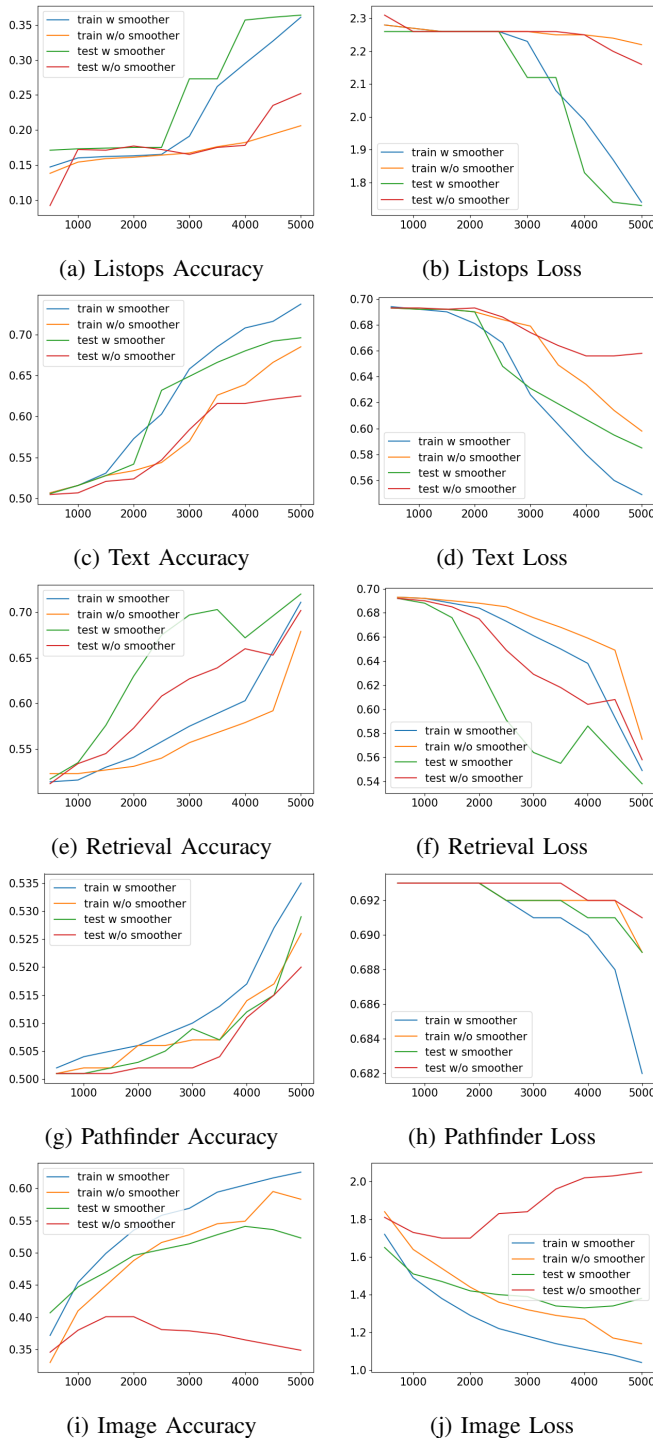 0.35
0.30
0.25
0.20
0.15
0.10
train w smoother
train w/o smoother
test w smoother
test w/o smoother
1000 2000 3000 4000 5000
(a) Listops Accuracy
2.3
2.2
2.1
2.0
1.9
1.8
train w smoother
train w/o smoother
test w smoother
test w/o smoother
1000 2000 3000 4000 5000
(b) Listops Loss
0.70
0.65
0.60
0.55
0.50
train w smoother
train w/o smoother
test w smoother
test w/o smoother
1000 2000 3000 4000 5000
(c) Text Accuracy
0.70
0.68
0.66
0.64
0.62
0.60
0.58
0.56
train w smoother
train w/o smoother
test w smoother
test w/o smoother
1000 2000 3000 4000 5000
(d) Text Loss
0.70
0.65
0.60
0.55
train w smoother
train w/o smoother
test w smoother
test w/o smoother
1000 2000 3000 4000 5000
(e) Retrieval Accuracy
0.70
0.68
0.66
0.64
0.62
0.60
0.58
0.56
0.54
train w smoother
train w/o smoother
test w smoother
test w/o smoother
1000 2000 3000 4000 5000
(f) Retrieval Loss
0.535
0.530
0.525
0.520
0.515
0.510
0.505
0.500
train w smoother
train w/o smoother
test w smoother
test w/o smoother
1000 2000 3000 4000 5000
(g) Pathfinder Accuracy
0.692
0.690
0.688
0.686
0.684
0.682
train w smoother
train w/o smoother
test w smoother
test w/o smoother
1000 2000 3000 4000 5000
(h) Pathfinder Loss
0.60
0.55
0.50
0.45
0.40
0.35
train w smoother
train w/o smoother
test w smoother
test w/o smoother
1000 2000 3000 4000 5000
(i) Image Accuracy
2.0
1.8
1.6
1.4
1.2
1.0
train w smoother
train w/o smoother
test w smoother
test w/o smoother
1000 2000 3000 4000 5000
(j) Image Loss